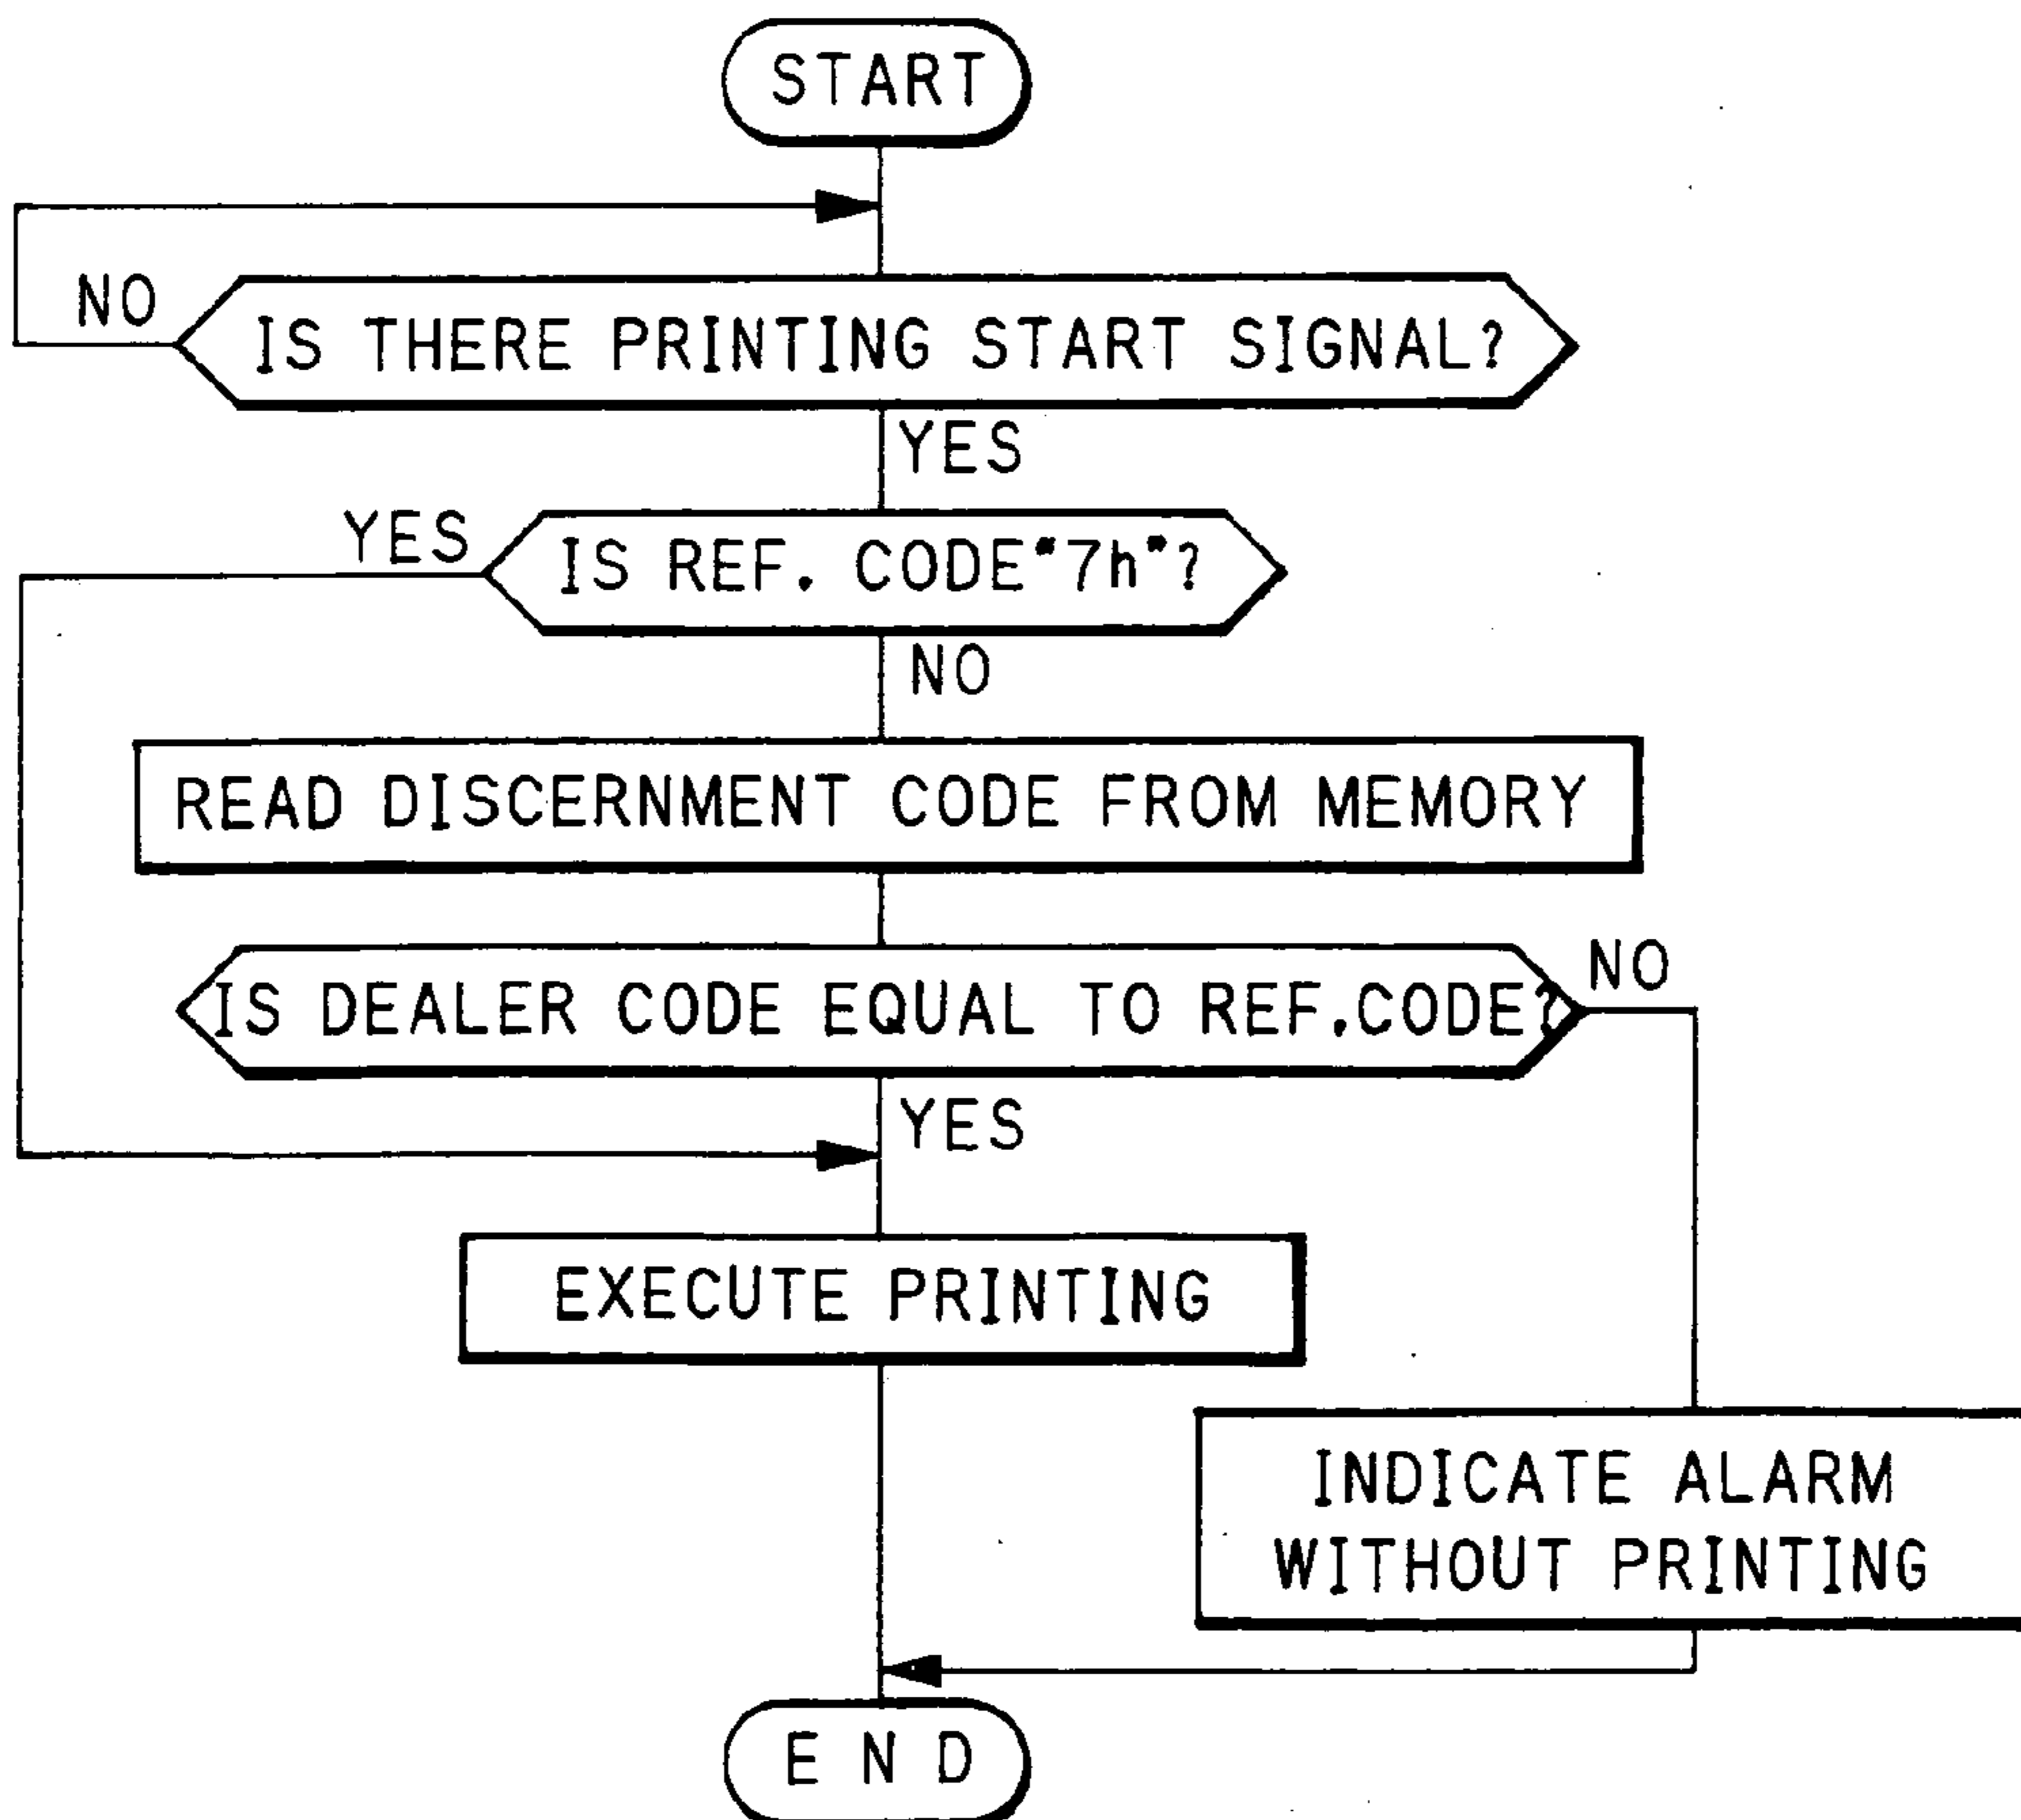 START
NO
IS THERE PRINTING START SIGNAL?
YES
YES
IS REF. CODE"7h"?
NO
READ DISCERNMENT CODE FROM MEMORY
NO
IS DEALER CODE EQUAL TO REF.CODE?
YES
EXECUTE PRINTING
INDICATE ALARM
WITHOUT PRINTING
END